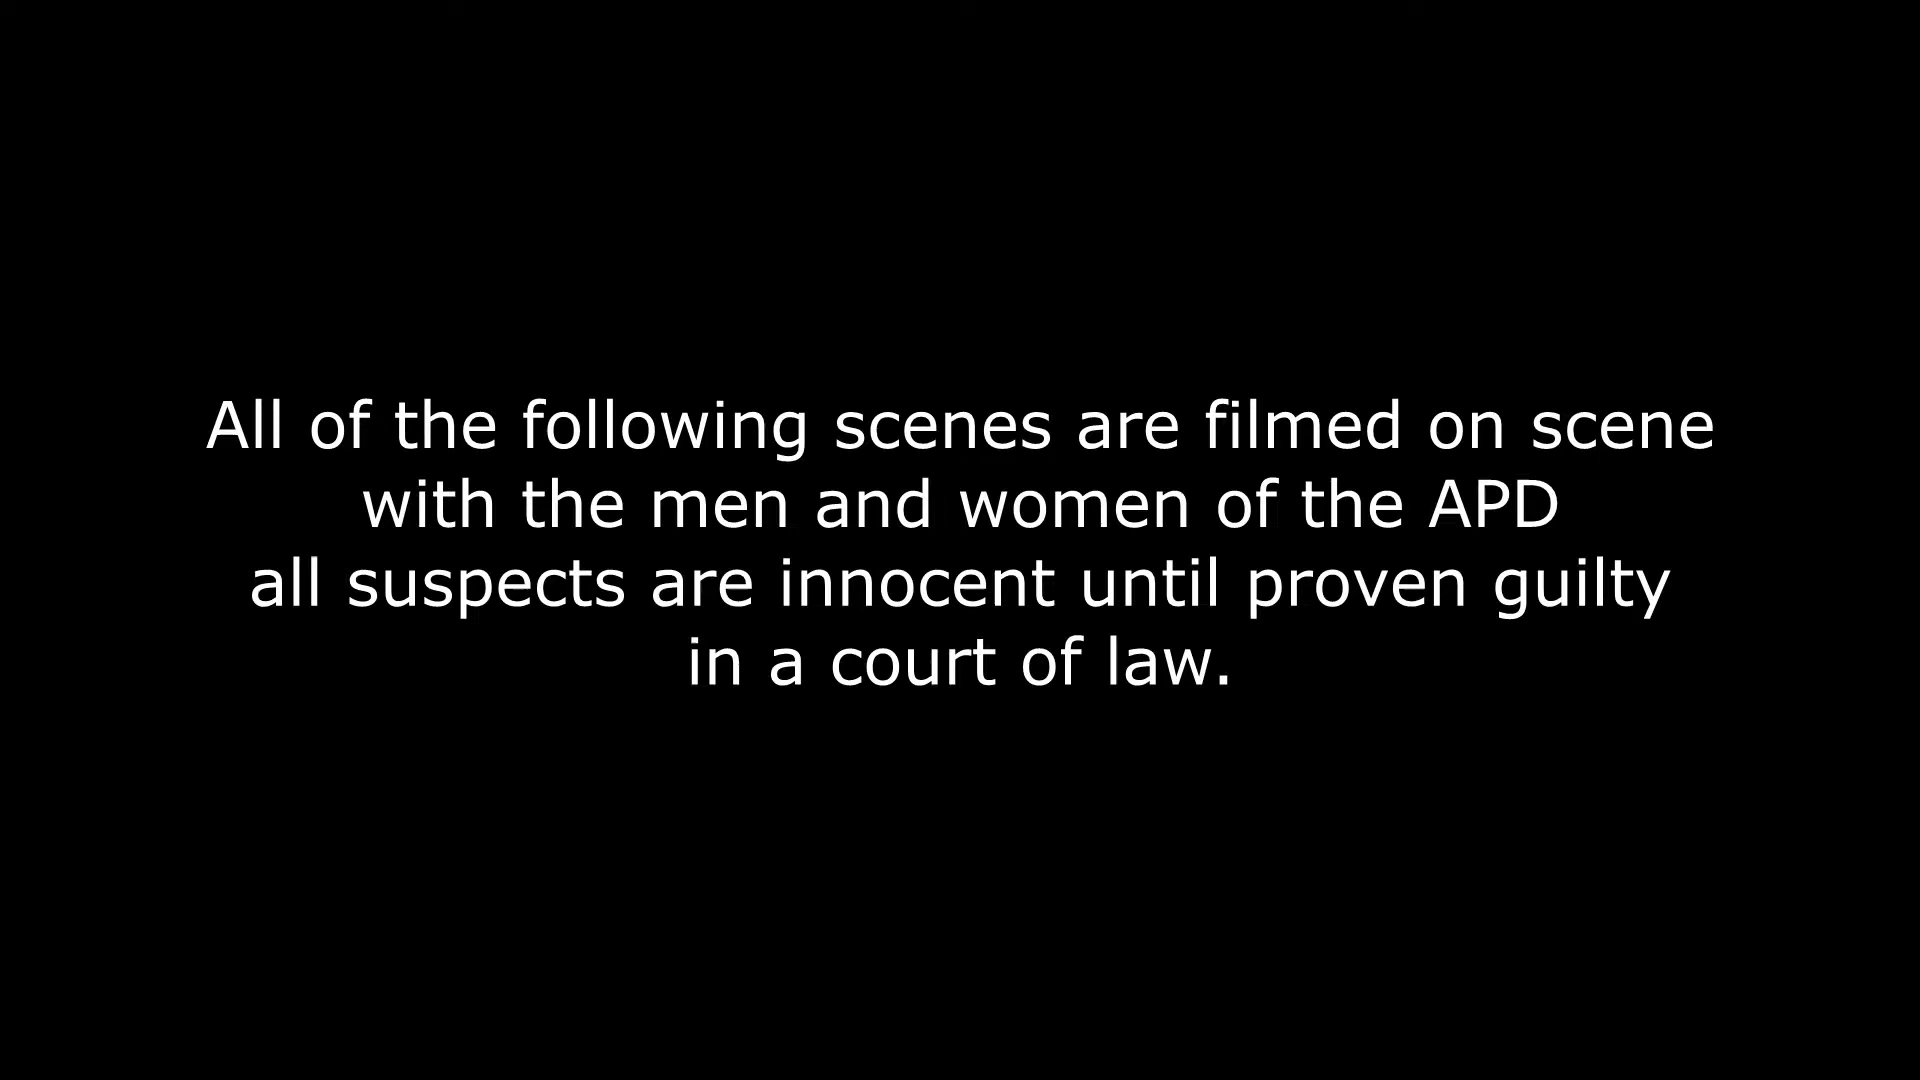 All of the following scenes are filmed on scene
with the men and women of the APD
all suspects are innocent until proven guilty
in a court of law.